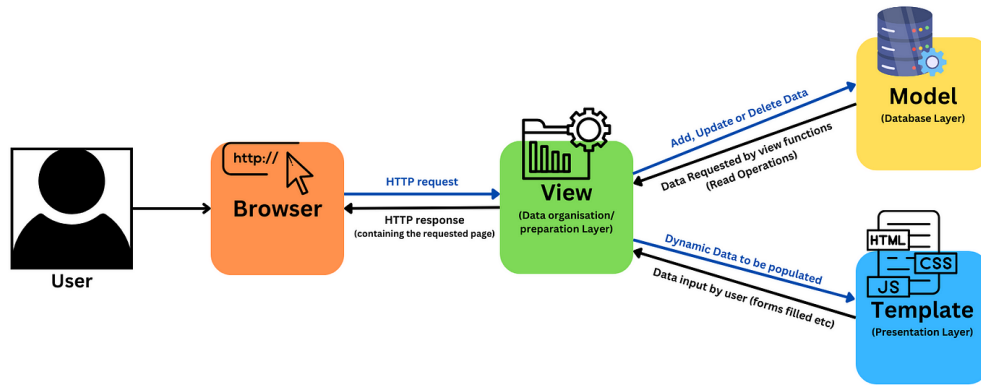 User
http://
Browser
HTTP request
HTTP response
(containing the requested page)
View
(Data organisation/
preparation Layer)
Add, Update or Delete Data
Data Requested by view functions
(Read Operations)
Model
(Database Layer)
Dynamic Data to be populated
Data input by user (forms filled etc)
HTML
CSS
JS
Template
(Presentation Layer)